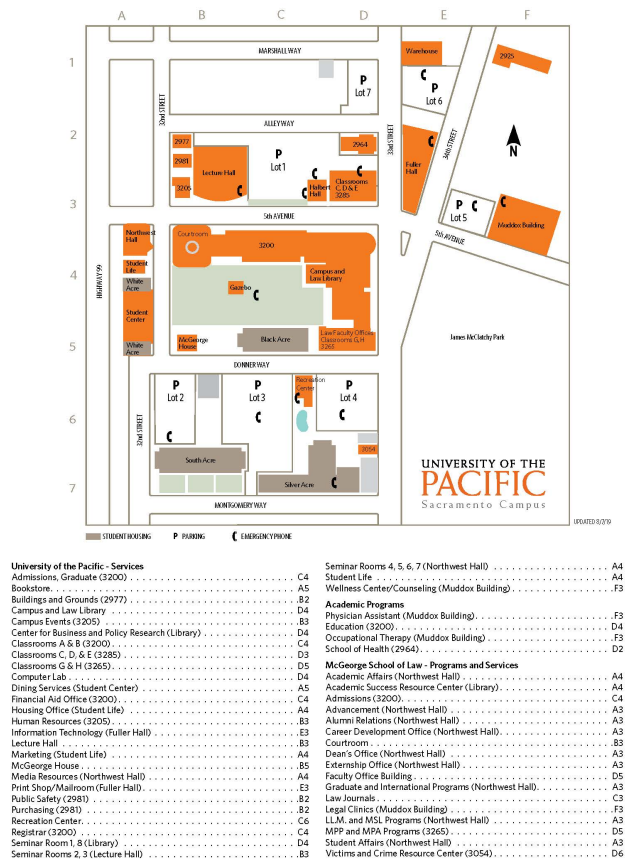 A B C D E F
1
MARSHALL WAY
Warehouse
2925
P
Lot 7
P
Lot 6
32nd STREET
2
ALLEY WAY
33rd STREET
34th STREET
N
2977
2981
3205
Lecture Hall
P
Lot 1
2964
Halbert
Hall
Classrooms
C, D, & E
3285
Fuller
Hall
3
5th AVENUE
P
Lot 5
Muddox Building
5th AVENUE
Northwest
Hall
Courtroom
3200
HIGHWAY 99
4
Student
Life
White
Acre
Gazebo
Campus and
Law Library
Student
Center
5
White
Acre
McGeorge
House
Black Acre
Law Faculty Offices
Classrooms G, H
3265
James McClatchy Park
DONNER WAY
32nd STREET
P
Lot 2
P
Lot 3
Recreation
Center
P
Lot 4
6
3054
South Acre
7
Silver Acre
UNIVERSITY OF THE
PACIFIC
Sacramento Campus
MONTGOMERY WAY
UPDATED 8/2/19
STUDENT HOUSING P PARKING EMERGENCY PHONE
University of the Pacific - Services
Admissions, Graduate (3200) C4
Bookstore A5
Buildings and Grounds (2977) B2
Campus and Law Library D4
Campus Events (3205) B3
Center for Business and Policy Research (Library) D4
Classrooms A & B (3200) C4
Classrooms C, D, & E (3285) D3
Classrooms G & H (3265) D5
Computer Lab D4
Dining Services (Student Center) A5
Financial Aid Office (3200) C4
Housing Office (Student Life) A4
Human Resources (3205) B3
Information Technology (Fuller Hall) E3
Lecture Hall B3
Marketing (Student Life) A4
McGeorge House B5
Media Resources (Northwest Hall) A4
Print Shop/Mailroom (Fuller Hall) E3
Public Safety (2981) B2
Purchasing (2981) B2
Recreation Center C6
Registrar (3200) C4
Seminar Room 1, 8 (Library) D4
Seminar Rooms 2, 3 (Lecture Hall) B3
Seminar Rooms 4, 5, 6, 7 (Northwest Hall) A4
Student Life A4
Wellness Center/Counseling (Muddox Building) F3
Academic Programs
Physician Assistant (Muddox Building) F3
Education (3200) D4
Occupational Therapy (Muddox Building) F3
School of Health (2964) D2
McGeorge School of Law - Programs and Services
Academic Affairs (Northwest Hall) A4
Academic Success Resource Center (Library) A4
Admissions (3200) C4
Advancement (Northwest Hall) A3
Alumni Relations (Northwest Hall) A3
Career Development Office (Northwest Hall) A3
Courtroom B3
Dean's Office (Northwest Hall) A3
Externship Office (Northwest Hall) A3
Faculty Office Building D5
Graduate and International Programs (Northwest Hall) A3
Law Journals C3
Legal Clinics (Muddox Building) F3
LL.M. and MSL Programs (Northwest Hall) A3
MPP and MPA Programs (3265) D5
Student Affairs (Northwest Hall) A3
Victims and Crime Resource Center (3054) D6